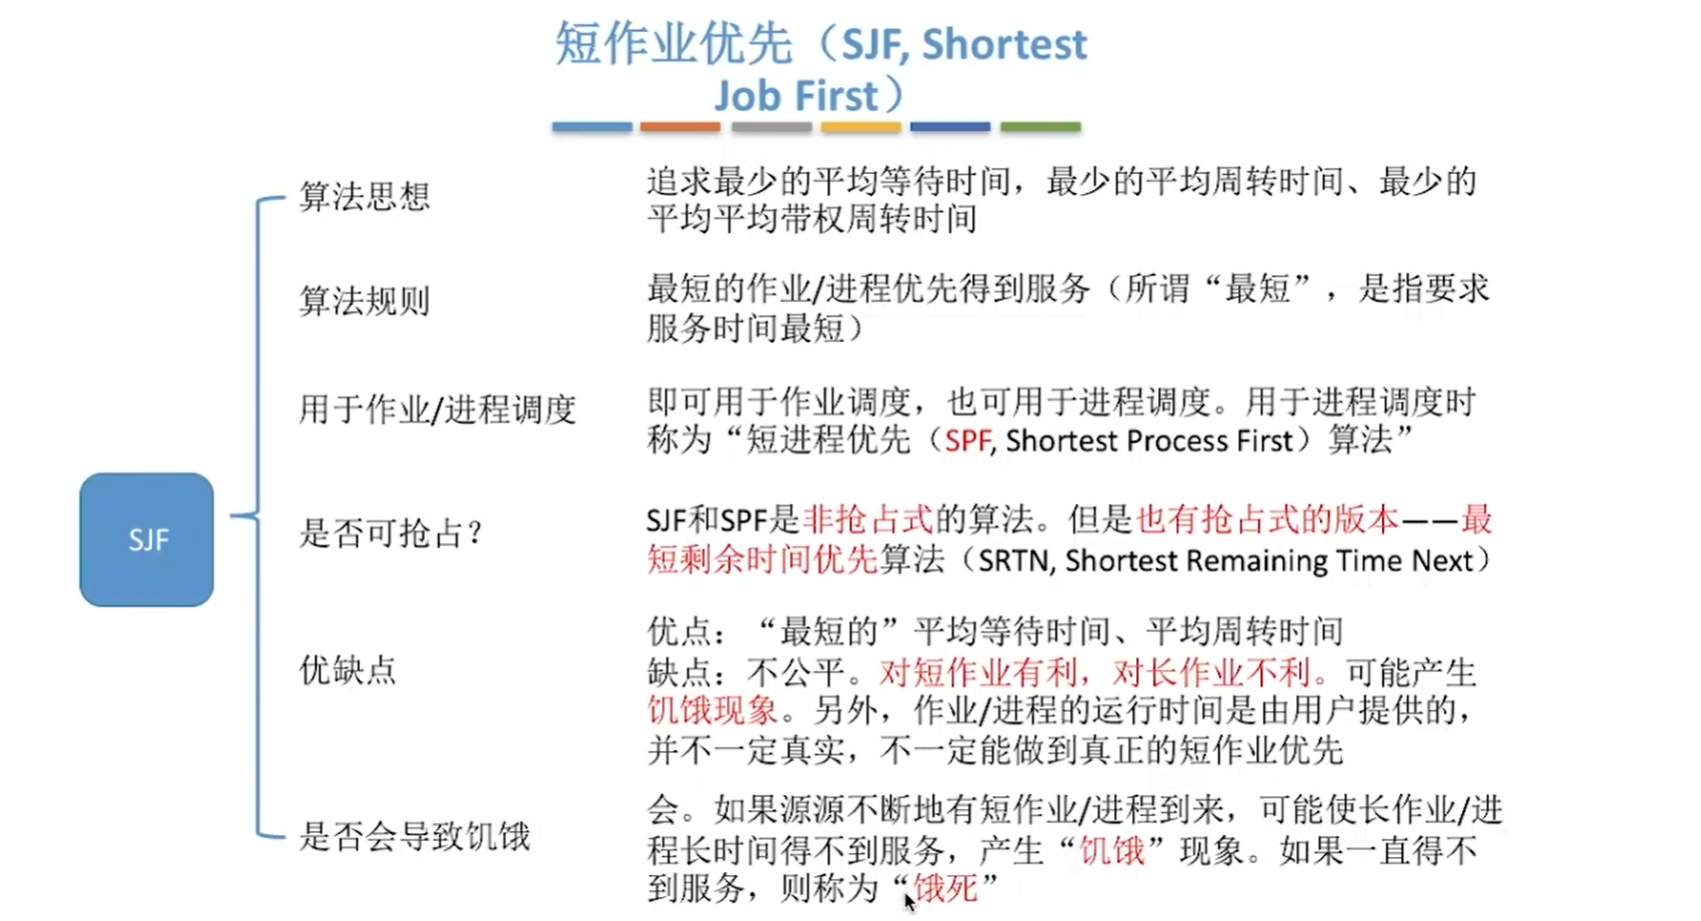 短作业优先（SJF, Shortest
Job First）
算法思想
追求最少的平均等待时间，最少的平均周转时间、最少的
平均平均带权周转时间
算法规则
最短的作业/进程优先得到服务（所谓“最短”，是指要求
服务时间最短）
用于作业/进程调度
即可用于作业调度，也可用于进程调度。用于进程调度时
称为“短进程优先（SPF, Shortest Process First）算法”
SJF
是否可抢占？
SJF和SPF是非抢占式的算法。但是也有抢占式的版本——最
短剩余时间优先算法（SRTN, Shortest Remaining Time Next）
优缺点
优点：“最短的”平均等待时间、平均周转时间
缺点：不公平。对短作业有利，对长作业不利。可能产生
饥饿现象。另外，作业/进程的运行时间是由用户提供的，
并不一定真实，不一定能做到真正的短作业优先
是否会导致饥饿
会。如果源源不断地有短作业/进程到来，可能使长作业/进
程长时间得不到服务，产生“饥饿”现象。如果一直得不
到服务，则称为“饿死”